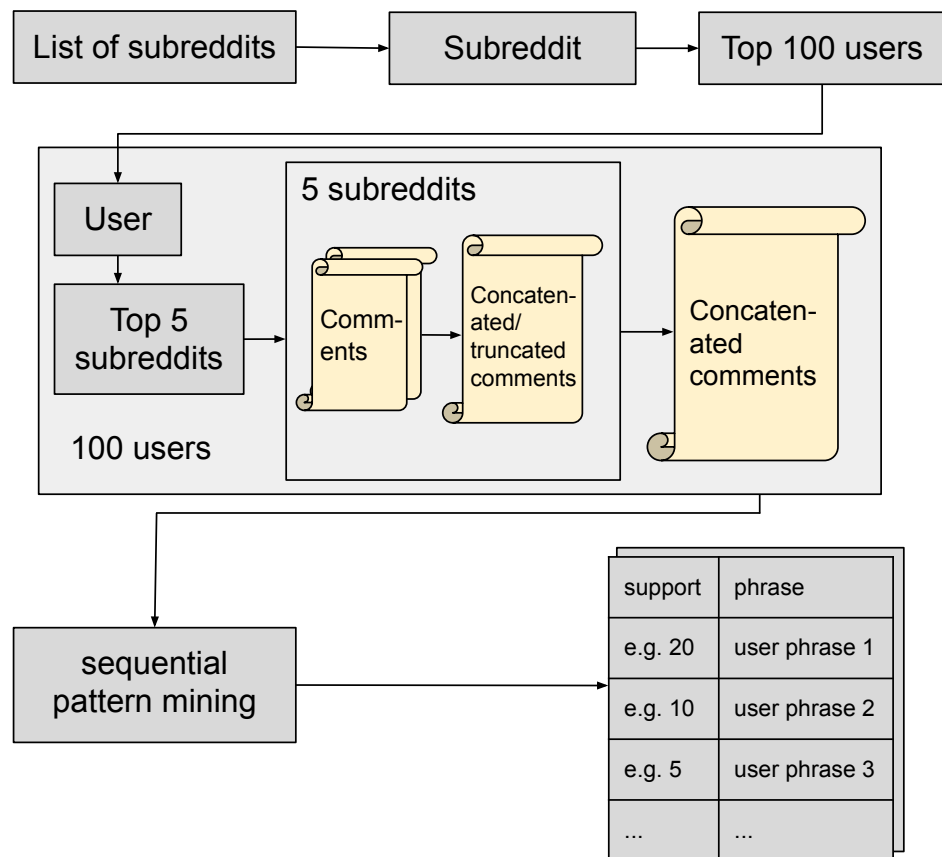 List of subreddits
Subreddit
Top 100 users
User
Top 5
subreddits
100 users
5 subreddits
Comm-
ents
Concaten-
ated/
truncated
comments
Concaten-
ated
comments
sequential
pattern mining
support phrase
e.g. 20 user phrase 1
e.g. 10 user phrase 2
e.g. 5 user phrase 3
... ...